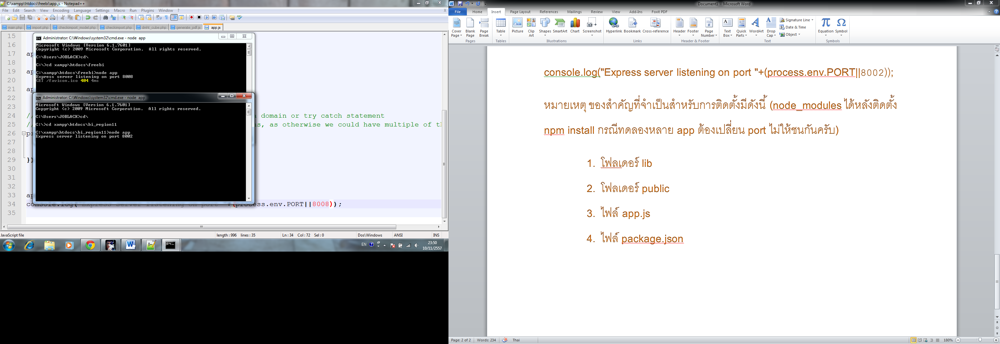 C:\xampp\htdocs\freebi\app.js - Notepad++
File Edit Search View Encoding Language Settings Macro Run Plugins Window ? X
main.php import.php checkimport_model.php checkimport.php dmht_cube.php generate_pdf.js app.js
15
16
17 ap
18
19 ap
20
21 ap
22
23
24 // domain or try catch statement
25 // s, as otherwise we could have multiple of th
26 pr
27
28
29 })
30
31
32
33 ap
34 console.log("Express server listening on port "+(process.env.PORT||8008));
35
Administrator: C:\Windows\system32\cmd.exe - node app
Microsoft Windows [Version 6.1.7601]
Copyright (c) 2009 Microsoft Corporation. All rights reserved.
C:\Users\JOBLACK>cd\
C:\>cd xampp\htdocs\freebi
C:\xampp\htdocs\freebi>node app
Express server listening on port 8008
GET /favicon.ico 404 4ms
Administrator: C:\Windows\system32\cmd.exe - node app
Microsoft Windows [Version 6.1.7601]
Copyright (c) 2009 Microsoft Corporation. All rights reserved.
C:\Users\JOBLACK>cd\
C:\>cd xampp\htdocs\bi_region11
C:\xampp\htdocs\bi_region11>node app
Express server listening on port 8002
JavaScript file length : 996 lines : 35 Ln : 34 Col : 72 Sel : 0 Dos\Windows ANSI INS
EN 23:50
10/11/2557
Document1 - Microsoft Word
File Home Insert Page Layout References Mailings Review View Add-Ins Foxit PDF
Cover Page Blank Page Page Break Table Picture Clip Art Shapes SmartArt Chart Screenshot Hyperlink Bookmark Cross-reference Header Footer Page Number Text Box Quick Parts WordArt Drop Cap Signature Line Date & Time Object Equation Symbol
Pages Tables Illustrations Links Header & Footer Text Symbols
console.log("Express server listening on port "+(process.env.PORT||8002));
หมายเหตุ ของสำคัญที่จำเป็นสำหรับการติดตั้งมีดังนี้ (node_modules ได้หลังติดตั้ง
npm install กรณีทดลองหลาย app ต้องเปลี่ยน port ไม่ให้ชนกันครับ)
1. โฟลเดอร์ lib
2. โฟลเดอร์ public
3. ไฟล์ app.js
4. ไฟล์ package.json
Page: 2 of 2 Words: 234 Thai 180%